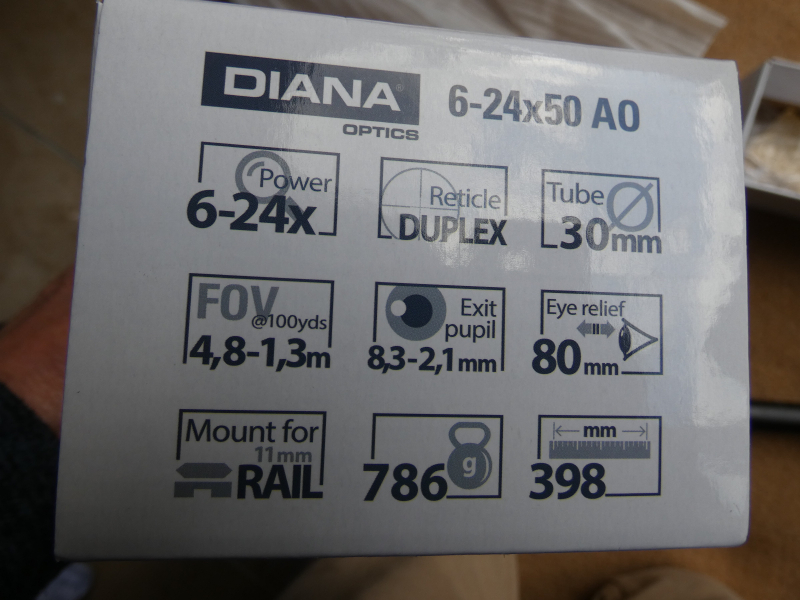 DIANA
OPTICS
6-24x50 AO
Power
6-24x
Reticle
DUPLEX
Tube
30mm
FOV
@100yds
4,8-1,3m
Exit
pupil
8,3-2,1mm
Eye relief
80mm
Mount for
11mm
RAIL
786 g
mm
398